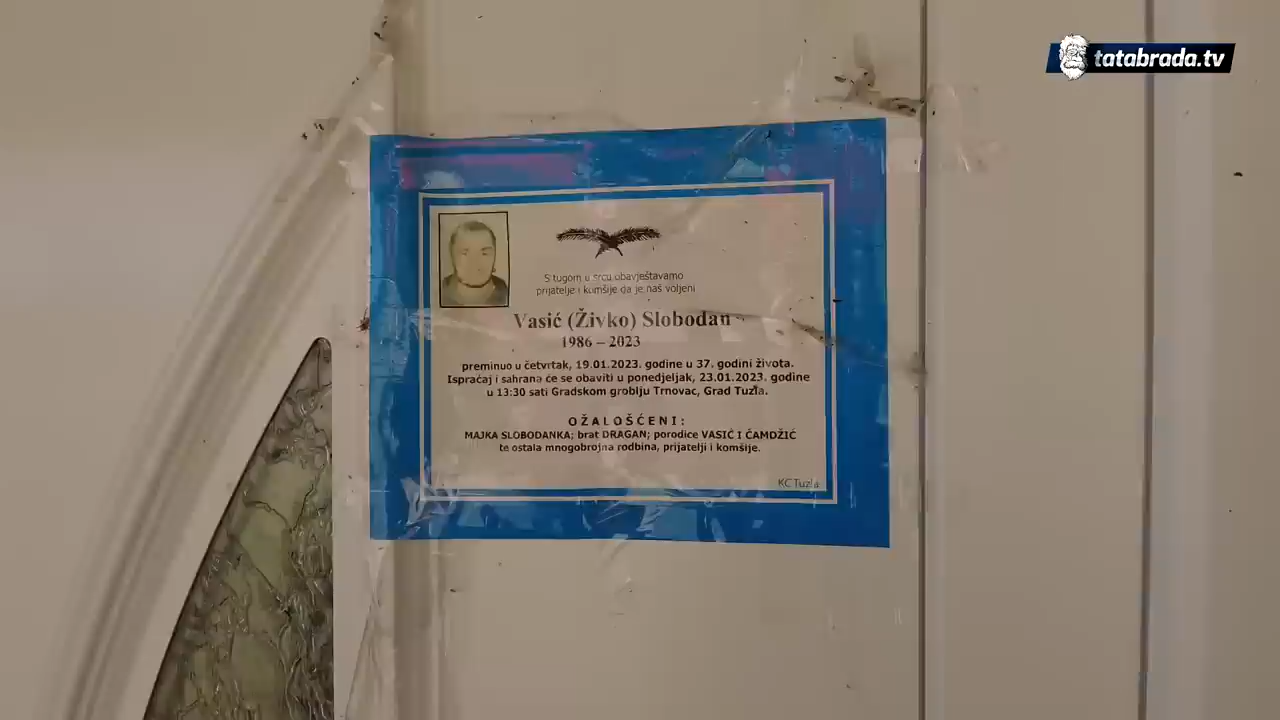 tatabrada.tv
S tugom u srcu obavještavamo
prijatelje i komšije da je naš voljeni
Vasić (Živko) Slobodan
1986 – 2023
preminuo u četvrtak, 19.01.2023. godine u 37. godini života.
Ispraćaj i sahrana će se obaviti u ponedjeljak, 23.01.2023. godine
u 13:30 sati Gradskom groblju Trnovac, Grad Tuzla.
OŽALOŠĆENI:
MAJKA SLOBODANKA; brat DRAGAN; porodice VASIĆ I ČAMDŽIĆ
te ostala mnogobrojna rodbina, prijatelji i komšije.
KC Tuzla